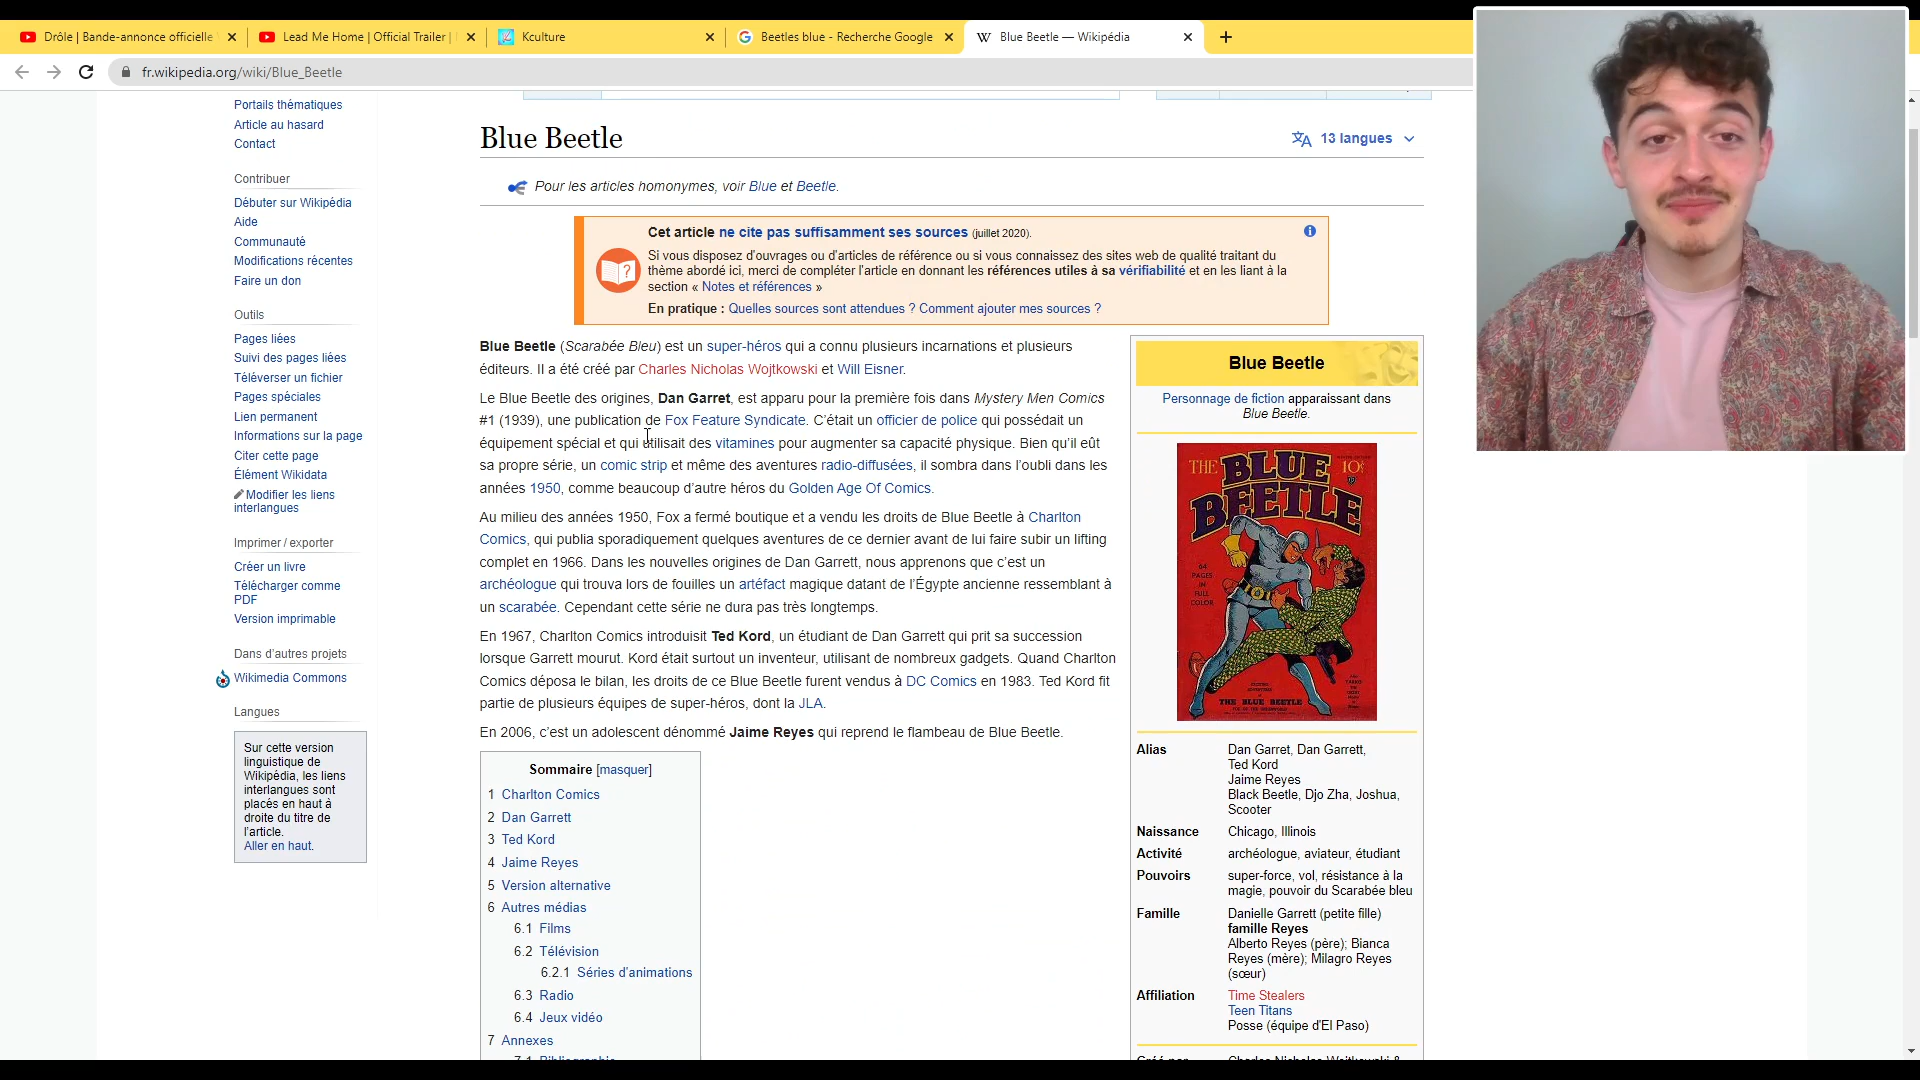 Drôle | Bande-annonce officielle
Lead Me Home | Official Trailer |
Kculture
Beetles blue - Recherche Google
Blue Beetle — Wikipédia
fr.wikipedia.org/wiki/Blue_Beetle
Portails thématiques
Article au hasard
Contact
Contribuer
Débuter sur Wikipédia
Aide
Communauté
Modifications récentes
Faire un don
Outils
Pages liées
Suivi des pages liées
Téléverser un fichier
Pages spéciales
Lien permanent
Informations sur la page
Citer cette page
Élément Wikidata
Modifier les liens
interlangues
Imprimer / exporter
Créer un livre
Télécharger comme
PDF
Version imprimable
Dans d'autres projets
Wikimedia Commons
Langues
Sur cette version
linguistique de
Wikipédia, les liens
interlangues sont
placés en haut à
droite du titre de
l'article.
Aller en haut.
Blue Beetle
13 langues
Pour les articles homonymes, voir Blue et Beetle.
Cet article ne cite pas suffisamment ses sources (juillet 2020).
Si vous disposez d'ouvrages ou d'articles de référence ou si vous connaissez des sites web de qualité traitant du
thème abordé ici, merci de compléter l'article en donnant les références utiles à sa vérifiabilité et en les liant à la
section « Notes et références »
En pratique : Quelles sources sont attendues ? Comment ajouter mes sources ?
Blue Beetle (Scarabée Bleu) est un super-héros qui a connu plusieurs incarnations et plusieurs
éditeurs. Il a été créé par Charles Nicholas Wojtkowski et Will Eisner.
Le Blue Beetle des origines, Dan Garret, est apparu pour la première fois dans Mystery Men Comics
#1 (1939), une publication de Fox Feature Syndicate. C'était un officier de police qui possédait un
équipement spécial et qui utilisait des vitamines pour augmenter sa capacité physique. Bien qu'il eût
sa propre série, un comic strip et même des aventures radio-diffusées, il sombra dans l'oubli dans les
années 1950, comme beaucoup d'autre héros du Golden Age Of Comics.
Au milieu des années 1950, Fox a fermé boutique et a vendu les droits de Blue Beetle à Charlton
Comics, qui publia sporadiquement quelques aventures de ce dernier avant de lui faire subir un lifting
complet en 1966. Dans les nouvelles origines de Dan Garrett, nous apprenons que c'est un
archéologue qui trouva lors de fouilles un artéfact magique datant de l'Égypte ancienne ressemblant à
un scarabée. Cependant cette série ne dura pas très longtemps.
En 1967, Charlton Comics introduisit Ted Kord, un étudiant de Dan Garrett qui prit sa succession
lorsque Garrett mourut. Kord était surtout un inventeur, utilisant de nombreux gadgets. Quand Charlton
Comics déposa le bilan, les droits de ce Blue Beetle furent vendus à DC Comics en 1983. Ted Kord fit
partie de plusieurs équipes de super-héros, dont la JLA.
En 2006, c'est un adolescent dénommé Jaime Reyes qui reprend le flambeau de Blue Beetle.
Sommaire [masquer]
1 Charlton Comics
2 Dan Garrett
3 Ted Kord
4 Jaime Reyes
5 Version alternative
6 Autres médias
6.1 Films
6.2 Télévision
6.2.1 Séries d'animations
6.3 Radio
6.4 Jeux vidéo
7 Annexes
7.1 Bibliographie
Blue Beetle
Personnage de fiction apparaissant dans
Blue Beetle.
THE BLUE 10¢
BEETLE
64
PAGES
IN
FULL
COLOR
THE BLUE BEETLE
Alias Dan Garret, Dan Garrett,
Ted Kord
Jaime Reyes
Black Beetle, Djo Zha, Joshua,
Scooter
Naissance Chicago, Illinois
Activité archéologue, aviateur, étudiant
Pouvoirs super-force, vol, résistance à la
magie, pouvoir du Scarabée bleu
Famille Danielle Garrett (petite fille)
famille Reyes
Alberto Reyes (père); Bianca
Reyes (mère); Milagro Reyes
(sœur)
Affiliation Time Stealers
Teen Titans
Posse (équipe d'El Paso)
Créé par Charles Nicholas Wojtkowski &